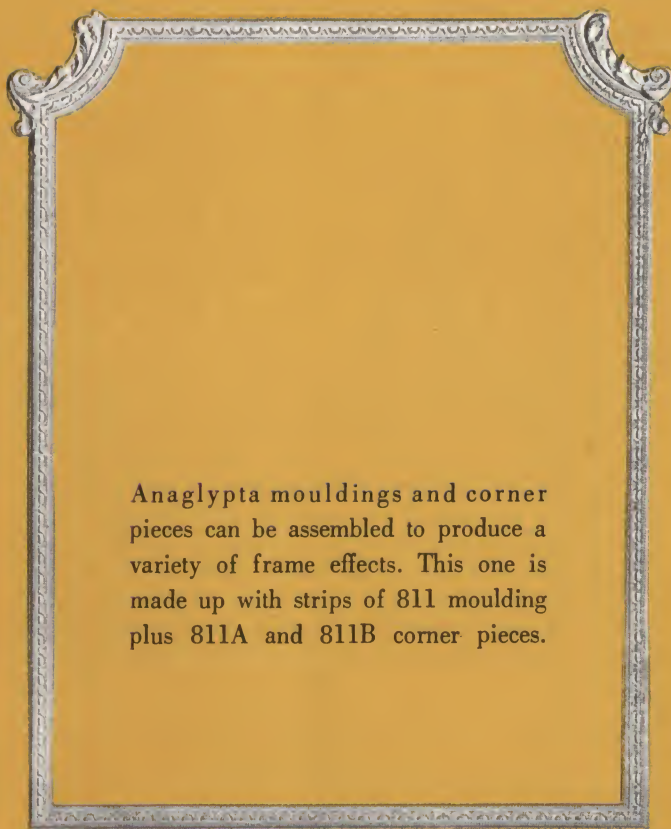 Anaglypta mouldings and corner
pieces can be assembled to produce a
variety of frame effects. This one is
made up with strips of 811 moulding
plus 811A and 811B corner pieces.